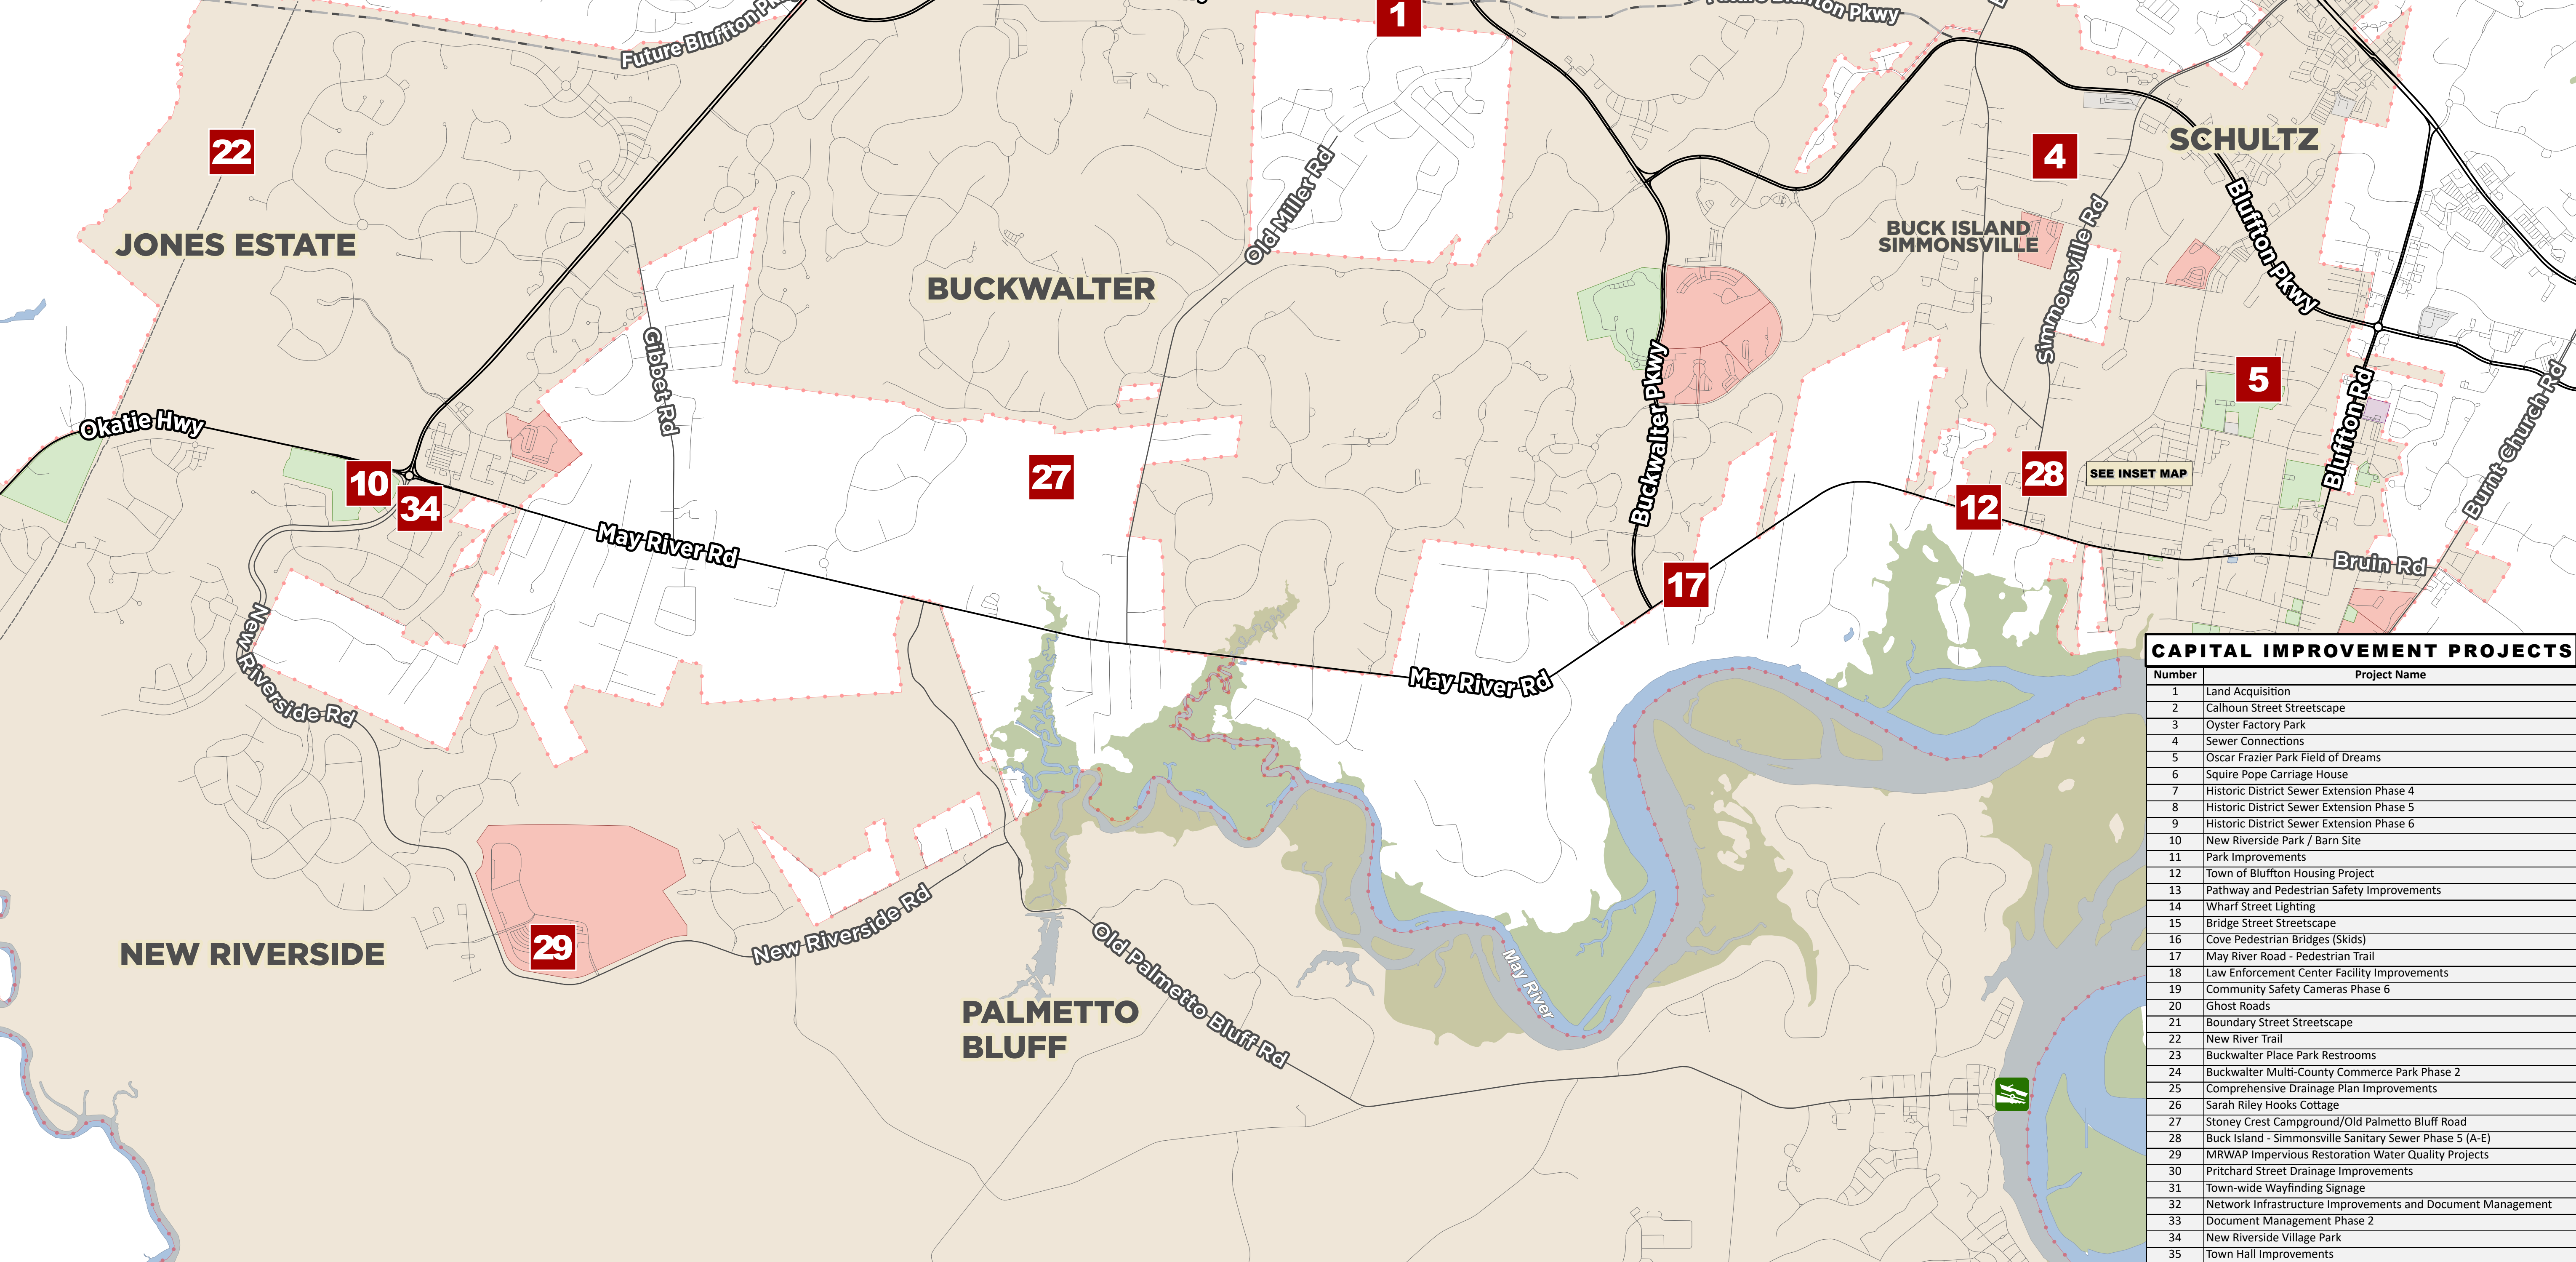 Future Bluffton Pkwy
1
Future Bluffton Pkwy
22
4
SCHULTZ
Old Miller Rd
JONES ESTATE
BUCK ISLAND
SIMMONSVILLE
Simmonsville Rd
Bluffton Pkwy
BUCKWALTER
Gibbet Rd
Buckwalter Pkwy
5
Okatie Hwy
Bluffton Rd
Burnt Church Rd
10
34
27
28
SEE INSET MAP
12
May River Rd
17
Bruin Rd
New Riverside Rd
May River Rd
29
New Riverside Rd
NEW RIVERSIDE
Old Palmetto Bluff Rd
May River
PALMETTO
BLUFF
CAPITAL IMPROVEMENT PROJECTS
Number Project Name
1 Land Acquisition
2 Calhoun Street Streetscape
3 Oyster Factory Park
4 Sewer Connections
5 Oscar Frazier Park Field of Dreams
6 Squire Pope Carriage House
7 Historic District Sewer Extension Phase 4
8 Historic District Sewer Extension Phase 5
9 Historic District Sewer Extension Phase 6
10 New Riverside Park / Barn Site
11 Park Improvements
12 Town of Bluffton Housing Project
13 Pathway and Pedestrian Safety Improvements
14 Wharf Street Lighting
15 Bridge Street Streetscape
16 Cove Pedestrian Bridges (Skids)
17 May River Road - Pedestrian Trail
18 Law Enforcement Center Facility Improvements
19 Community Safety Cameras Phase 6
20 Ghost Roads
21 Boundary Street Streetscape
22 New River Trail
23 Buckwalter Place Park Restrooms
24 Buckwalter Multi-County Commerce Park Phase 2
25 Comprehensive Drainage Plan Improvements
26 Sarah Riley Hooks Cottage
27 Stoney Crest Campground/Old Palmetto Bluff Road
28 Buck Island - Simmonsville Sanitary Sewer Phase 5 (A-E)
29 MRWAP Impervious Restoration Water Quality Projects
30 Pritchard Street Drainage Improvements
31 Town-wide Wayfinding Signage
32 Network Infrastructure Improvements and Document Management
33 Document Management Phase 2
34 New Riverside Village Park
35 Town Hall Improvements